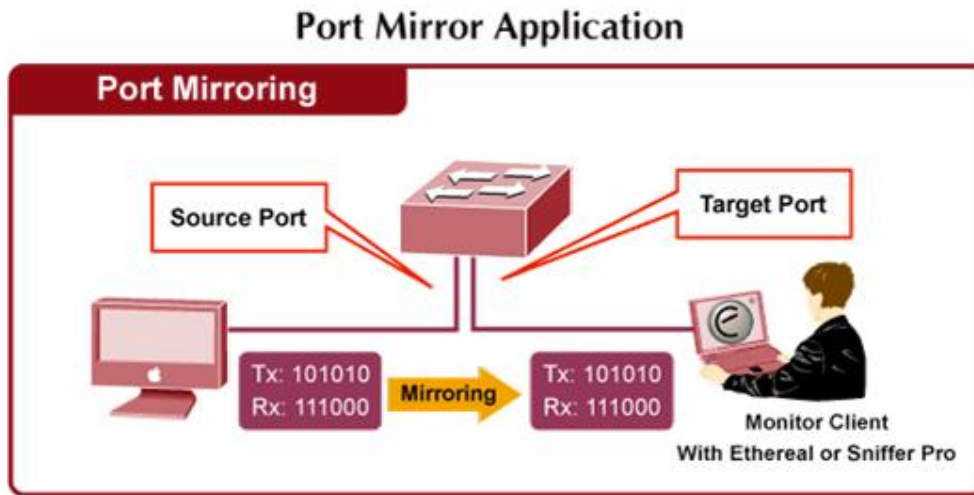 Port Mirror Application
Port Mirroring
Source Port
Target Port
Tx: 101010
Rx: 111000
Mirroring
Tx: 101010
Rx: 111000
Monitor Client
With Ethereal or Sniffer Pro